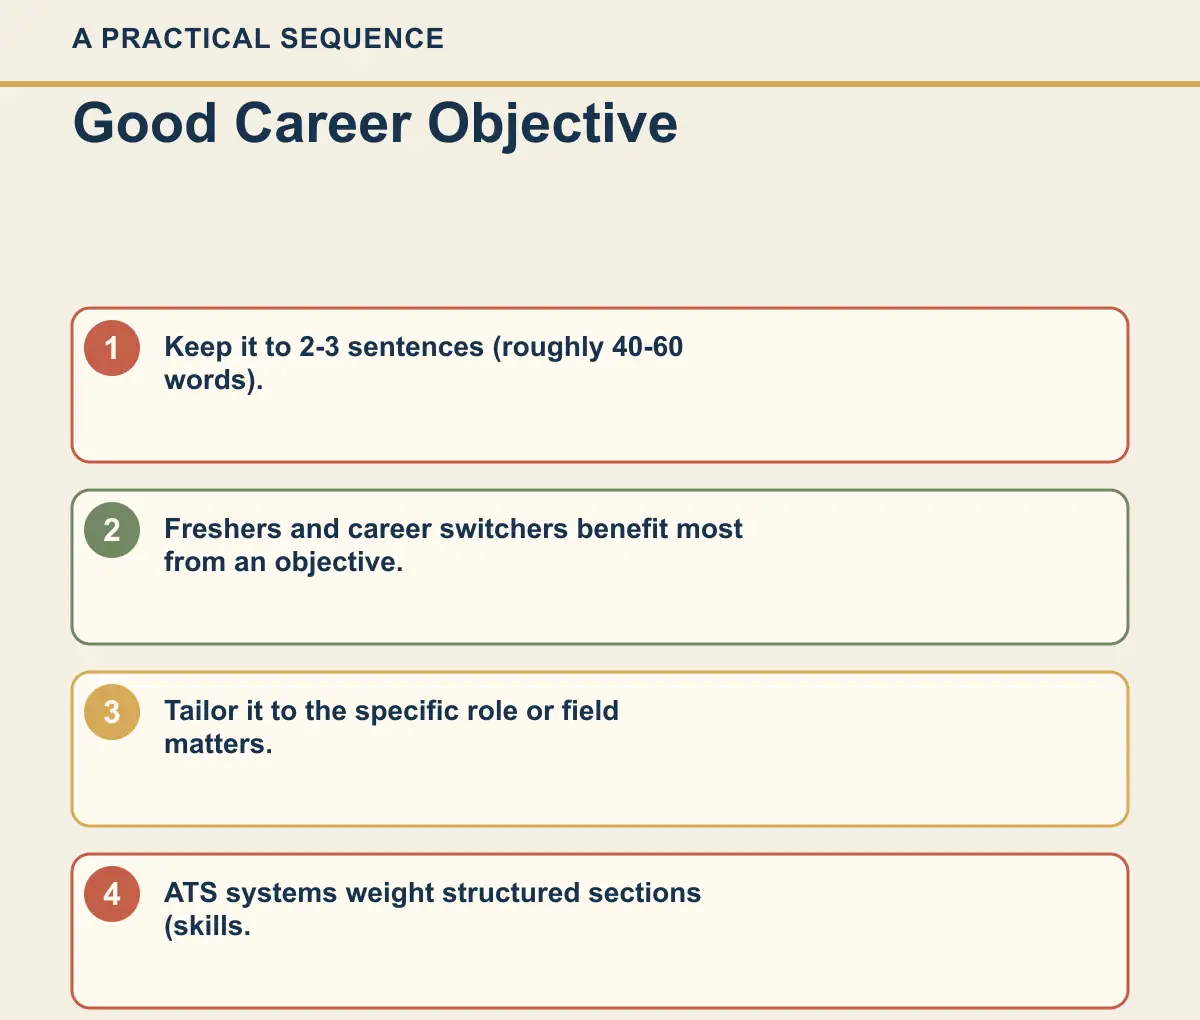 A PRACTICAL SEQUENCE
Good Career Objective
1
Keep it to 2-3 sentences (roughly 40-60
words).
2
Freshers and career switchers benefit most
from an objective.
3
Tailor it to the specific role or field
matters.
4
ATS systems weight structured sections
(skills.